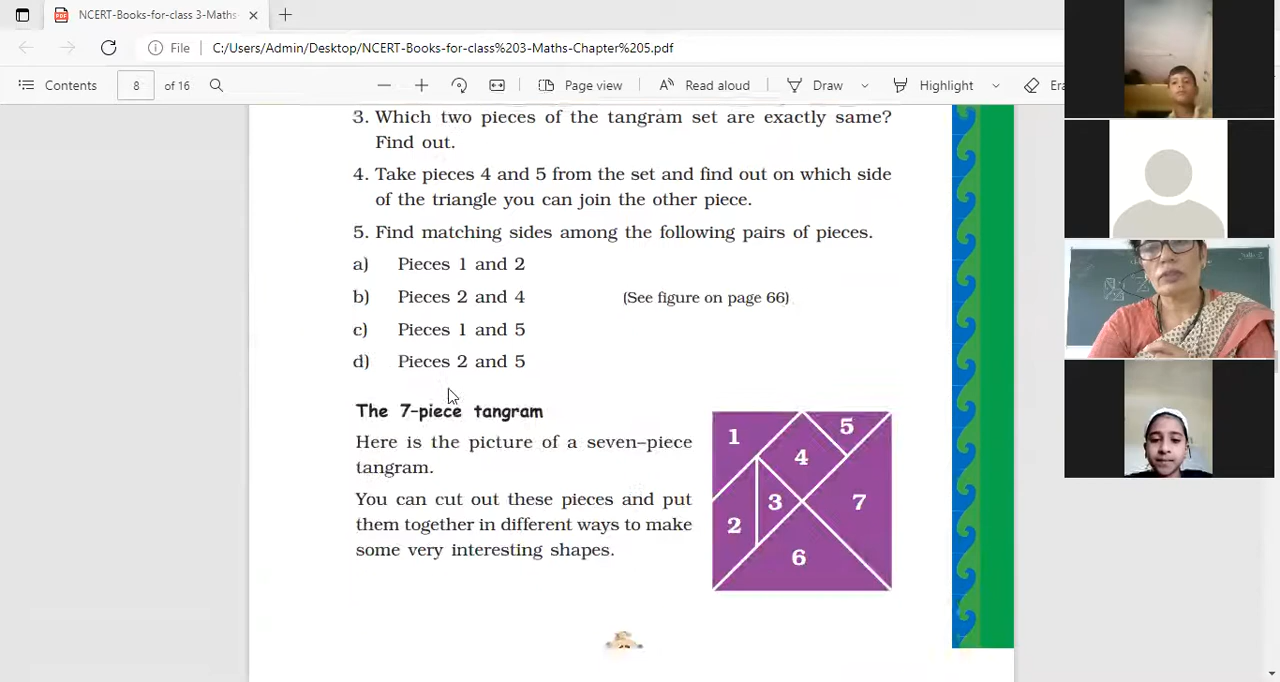 NCERT-Books-for-class 3-Maths-
File
C:/Users/Admin/Desktop/NCERT-Books-for-class%203-Maths-Chapter%205.pdf
Contents
8
of 16
Page view
Read aloud
Draw
Highlight
Era
3. Which two pieces of the tangram set are exactly same?
Find out.
4. Take pieces 4 and 5 from the set and find out on which side
of the triangle you can join the other piece.
5. Find matching sides among the following pairs of pieces.
a) Pieces 1 and 2
b) Pieces 2 and 4 (See figure on page 66)
c) Pieces 1 and 5
d) Pieces 2 and 5
The 7–piece tangram
Here is the picture of a seven–piece
tangram.
You can cut out these pieces and put
them together in different ways to make
some very interesting shapes.
1
5
4
3
7
2
6